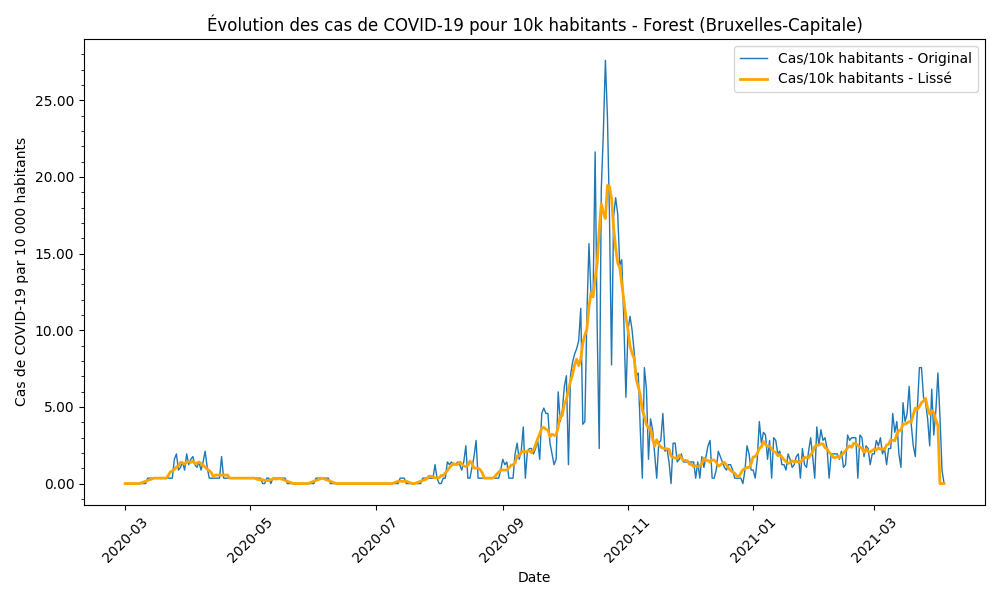 Évolution des cas de COVID-19 pour 10k habitants - Forest (Bruxelles-Capitale)
Cas/10k habitants - Original
Cas/10k habitants - Lissé
Cas de COVID-19 par 10 000 habitants
25.00
20.00
15.00
10.00
5.00
0.00
2020-03
2020-05
2020-07
2020-09
2020-11
2021-01
2021-03
Date